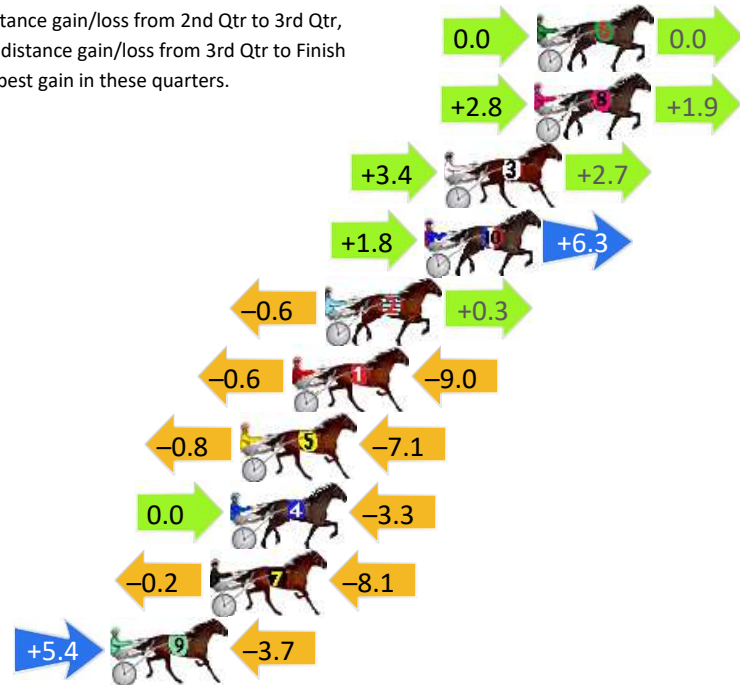 tance gain/loss from 2nd Qtr to 3rd Qtr,
distance gain/loss from 3rd Qtr to Finish
best gain in these quarters.
0.0 6 0.0
+2.8 8 +1.9
+3.4 3 +2.7
+1.8 10 +6.3
–0.6 2 +0.3
–0.6 1 –9.0
–0.8 5 –7.1
0.0 4 –3.3
–0.2 7 –8.1
+5.4 9 –3.7